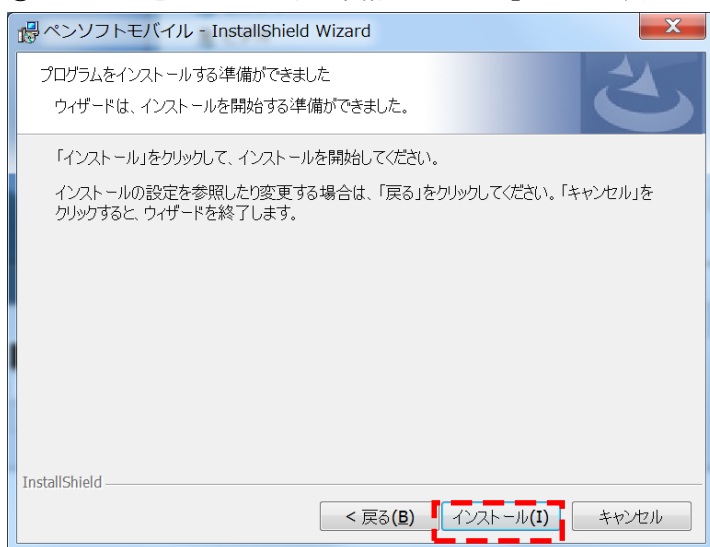 ペンソフトモバイル - InstallShield Wizard
プログラムをインストールする準備ができました
ウィザードは、インストールを開始する準備ができました。
「インストール」をクリックして、インストールを開始してください。
インストールの設定を参照したり変更する場合は、「戻る」をクリックしてください。「キャンセル」を
クリックすると、ウィザードを終了します。
InstallShield
< 戻る(B) インストール(I) キャンセル